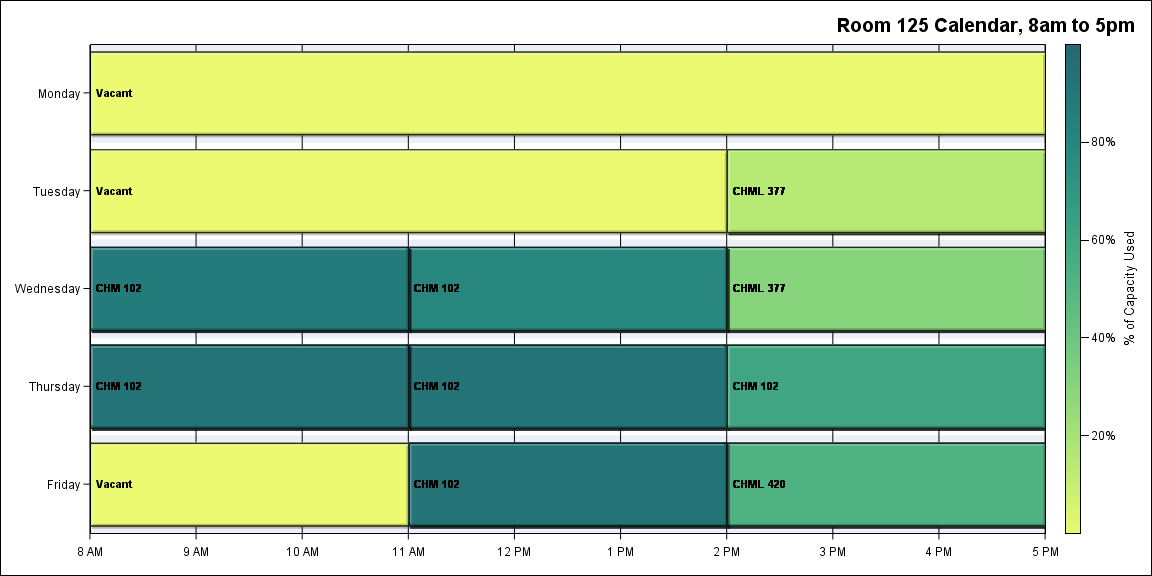 Room 125 Calendar, 8am to 5pm
Monday
Vacant
Tuesday
Vacant
CHML 377
Wednesday
CHM 102
CHM 102
CHML 377
Thursday
CHM 102
CHM 102
CHM 102
Friday
Vacant
CHM 102
CHML 420
8 AM
9 AM
10 AM
11 AM
12 PM
1 PM
2 PM
3 PM
4 PM
5 PM
80%
60%
40%
20%
% of Capacity Used